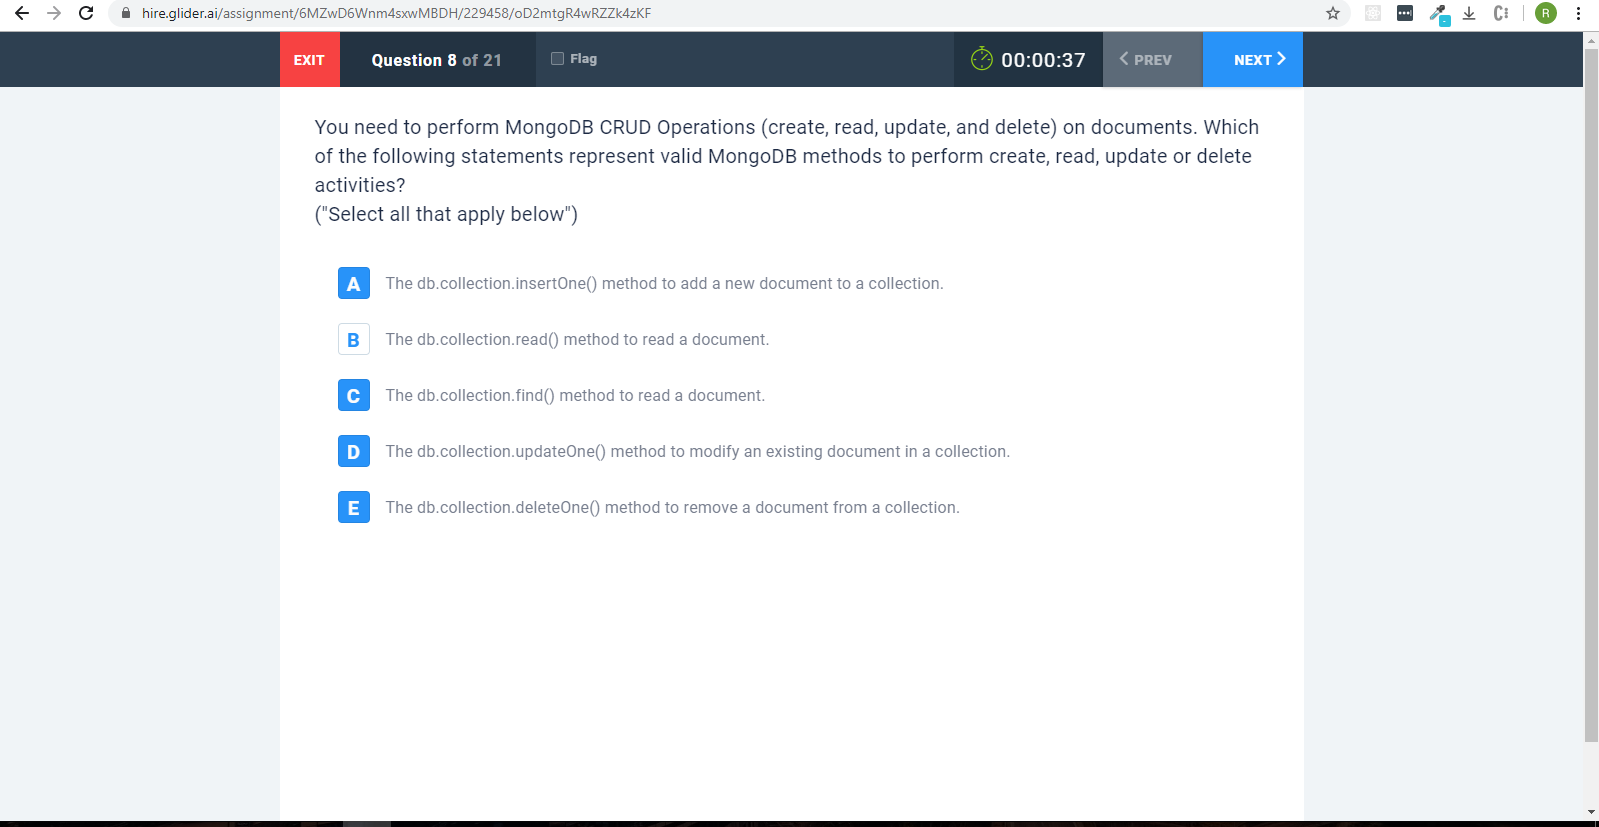 hire.glider.ai/assignment/6MZwD6Wnm4sxwMBDH/229458/oD2mtgR4wRZZk4zKF
R
EXIT
Question 8 of 21
Flag
00:00:37
PREV
NEXT
You need to perform MongoDB CRUD Operations (create, read, update, and delete) on documents. Which
of the following statements represent valid MongoDB methods to perform create, read, update or delete
activities?
("Select all that apply below")
A The db.collection.insertOne() method to add a new document to a collection.
B The db.collection.read() method to read a document.
C The db.collection.find() method to read a document.
D The db.collection.updateOne() method to modify an existing document in a collection.
E The db.collection.deleteOne() method to remove a document from a collection.